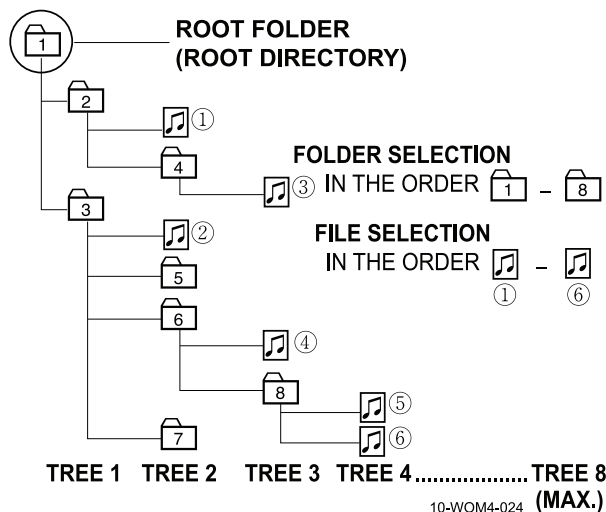 1
ROOT FOLDER
(ROOT DIRECTORY)
2
①
4
③
FOLDER SELECTION
IN THE ORDER 1 – 8
3
②
FILE SELECTION
IN THE ORDER –
① ⑥
5
6
④
8
⑤
⑥
7
TREE 1 TREE 2 TREE 3 TREE 4 .................. TREE 8
(MAX.)
10-WOM4-024